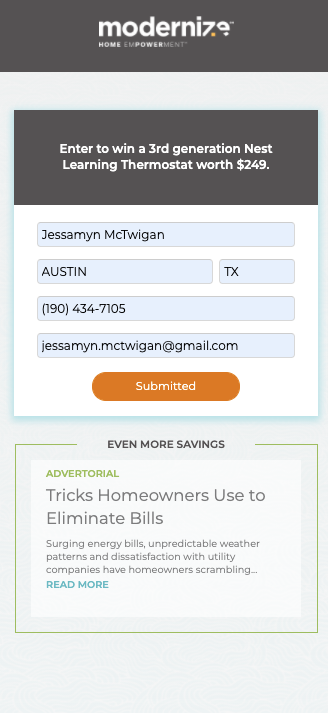 modernize™
HOME EMPOWERMENT®
Enter to win a 3rd generation Nest
Learning Thermostat worth $249.
Jessamyn McTwigan
AUSTIN TX
(190) 434-7105
jessamyn.mctwigan@gmail.com
Submitted
EVEN MORE SAVINGS
ADVERTORIAL
Tricks Homeowners Use to
Eliminate Bills
Surging energy bills, unpredictable weather
patterns and dissatisfaction with utility
companies have homeowners scrambling...
READ MORE